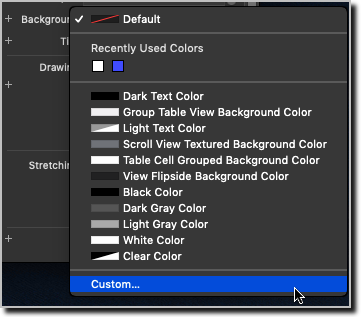 Background
Default
Ti
Recently Used Colors
Drawin
Dark Text Color
Group Table View Background Color
Light Text Color
Scroll View Textured Background Color
Stretchin
Table Cell Grouped Background Color
View Flipside Background Color
Black Color
Dark Gray Color
Light Gray Color
White Color
Clear Color
Custom...